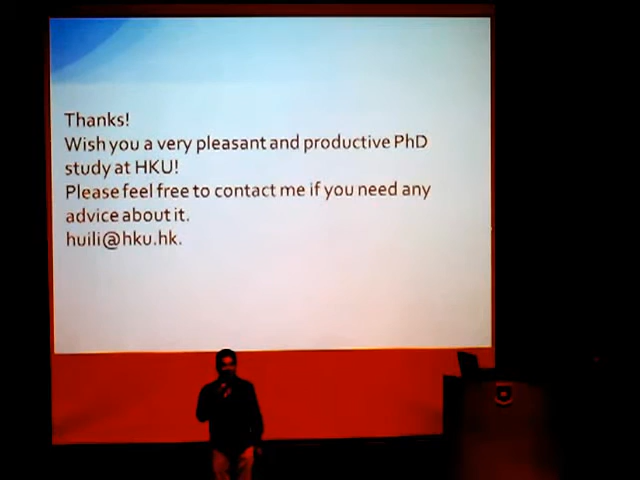 Thanks!
Wish you a very pleasant and productive PhD
study at HKU!
Please feel free to contact me if you need any
advice about it.
huili@hku.hk.